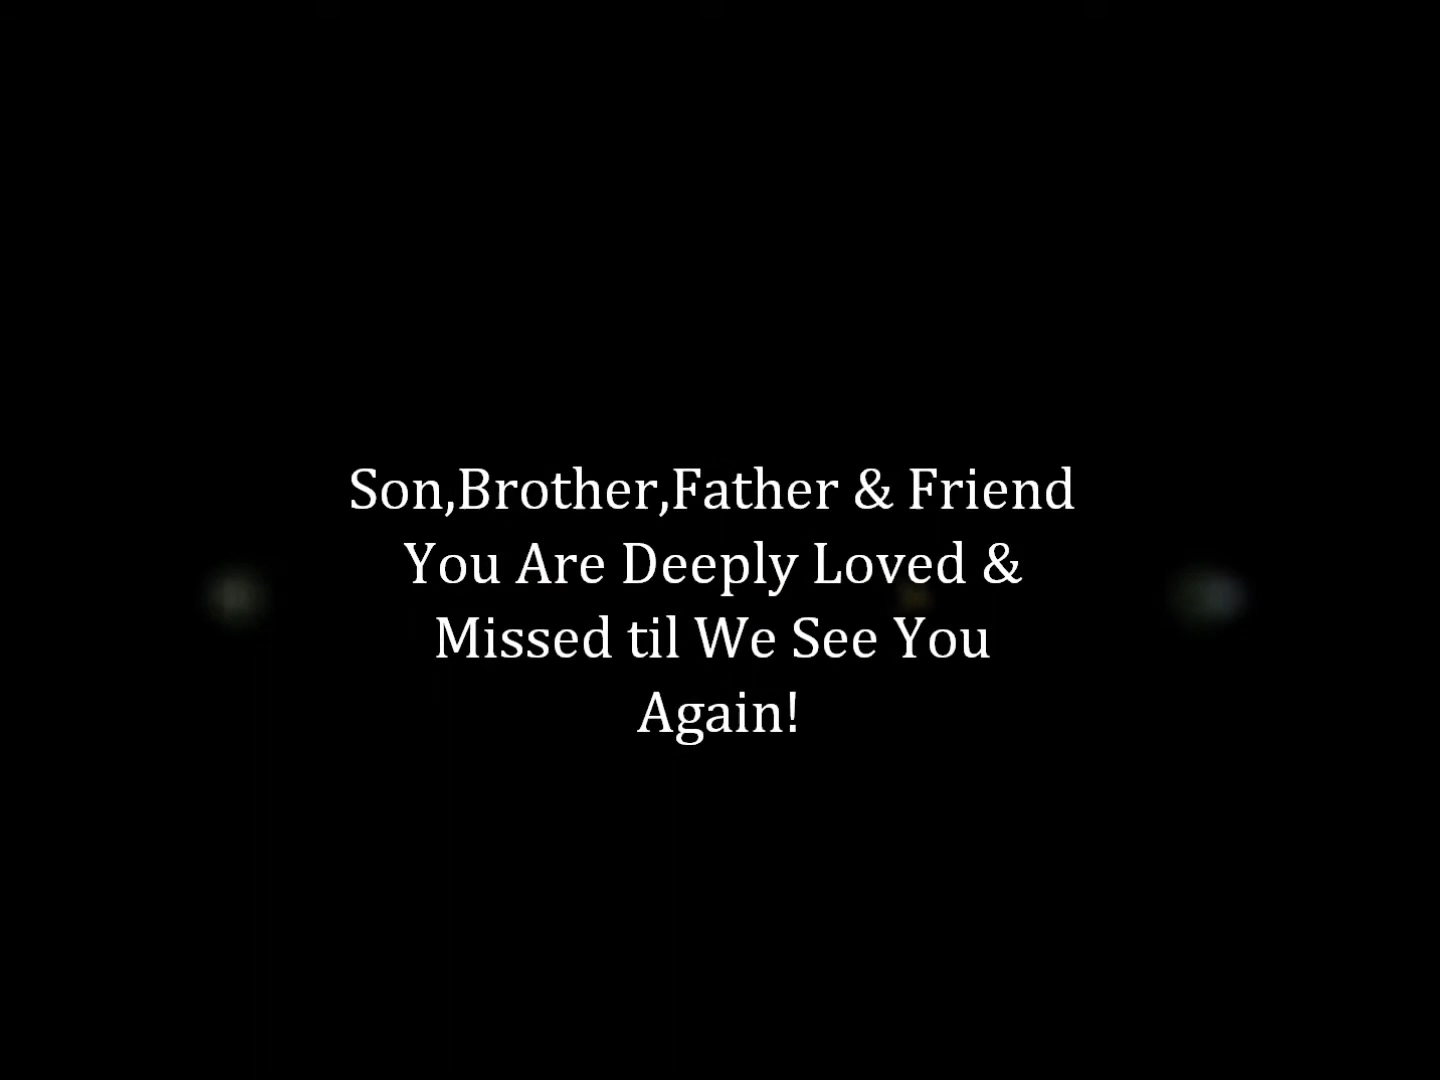 Son,Brother,Father & Friend
You Are Deeply Loved &
Missed til We See You
Again!